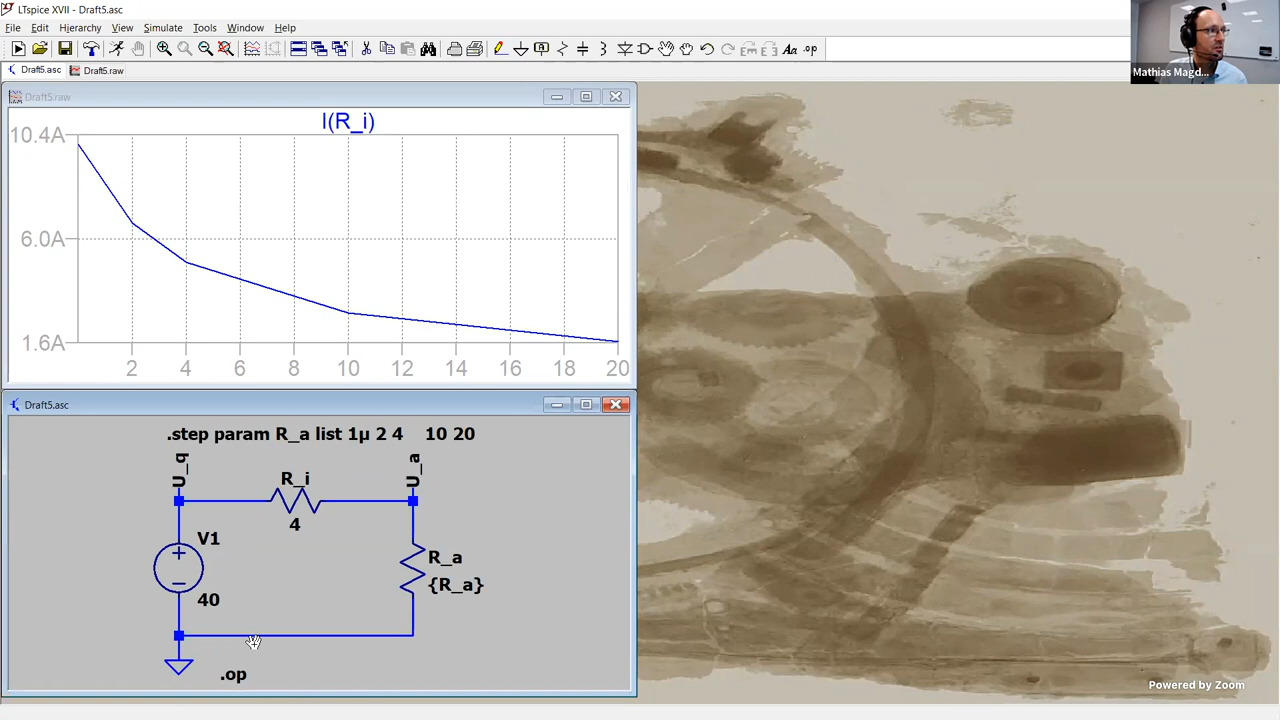 LTspice XVII - Draft5.asc
File Edit Hierarchy View Simulate Tools Window Help
.op
Draft5.asc Draft5.raw
Mathias Magd...
Draft5.raw
I(R_i)
10.4A
6.0A
1.6A
2 4 6 8 10 12 14 16 18 20
Draft5.asc
.step param R_a list 1µ 2 4 10 20
U_q
U_a
R_i
4
V1
40
R_a
{R_a}
.op
Powered by Zoom